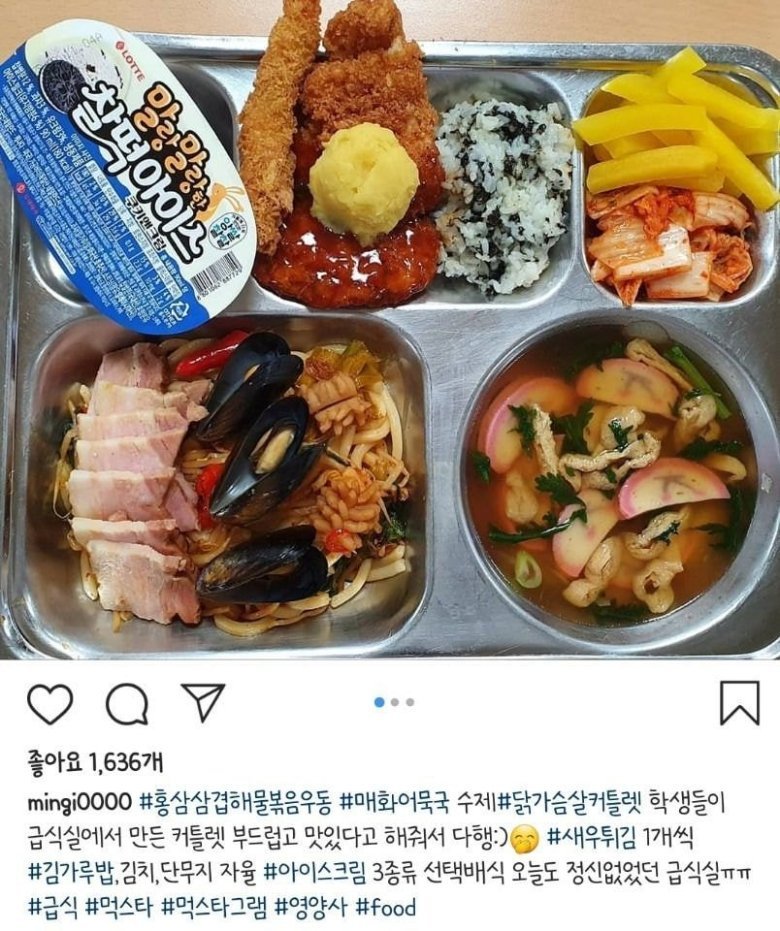 LOTTE
말랑말랑한
찰떡아이스
쿠키앤크림
좋아요 1,636개
mingi0000 #홍삼삼겹해물볶음우동 #매화어묵국 수제#닭가슴살커틀렛 학생들이
급식실에서 만든 커틀렛 부드럽고 맛있다고 해줘서 다행:)🤭 #새우튀김 1개씩
#김가루밥,김치,단무지 자율 #아이스크림 3종류 선택배식 오늘도 정신없었던 급식실ㅠㅠ
#급식 #먹스타 #먹스타그램 #영양사 #food